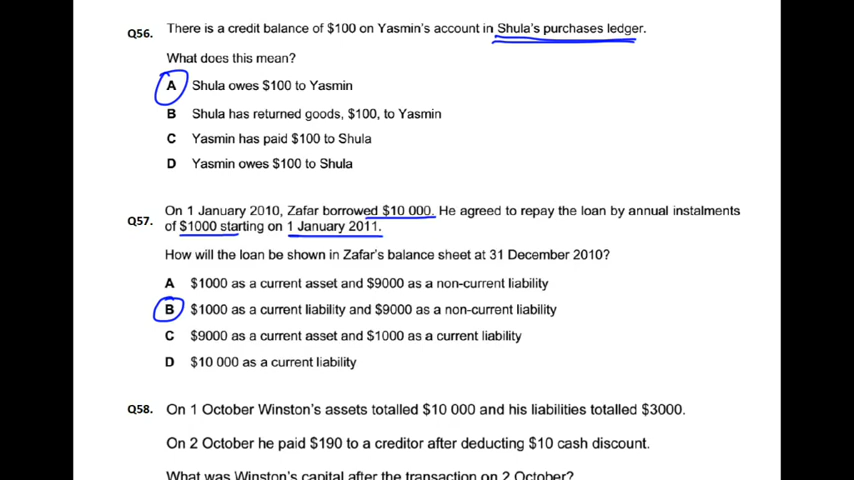 Q56. There is a credit balance of $100 on Yasmin's account in Shula's purchases ledger.
What does this mean?
A Shula owes $100 to Yasmin
B Shula has returned goods, $100, to Yasmin
C Yasmin has paid $100 to Shula
D Yasmin owes $100 to Shula
Q57. On 1 January 2010, Zafar borrowed $10 000. He agreed to repay the loan by annual instalments
of $1000 starting on 1 January 2011.
How will the loan be shown in Zafar's balance sheet at 31 December 2010?
A $1000 as a current asset and $9000 as a non-current liability
B $1000 as a current liability and $9000 as a non-current liability
C $9000 as a current asset and $1000 as a current liability
D $10 000 as a current liability
Q58. On 1 October Winston's assets totalled $10 000 and his liabilities totalled $3000.
On 2 October he paid $190 to a creditor after deducting $10 cash discount.
What was Winston's capital after the transaction on 2 October?